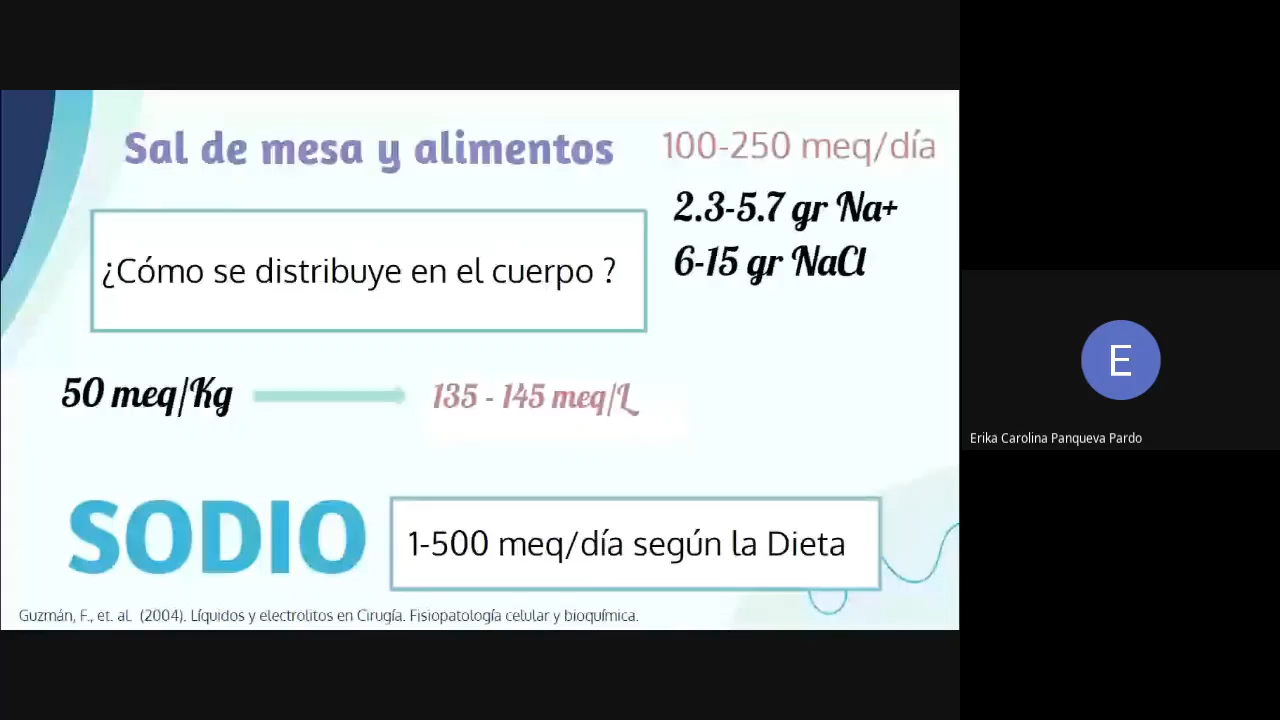 Sal de mesa y alimentos
100-250 meq/día
2.3-5.7 gr Na+
6-15 gr NaCl
¿Cómo se distribuye en el cuerpo ?
50 meq/Kg
135 - 145 meq/L
SODIO
1-500 meq/día según la Dieta
Guzmán, F., et. al. (2004). Líquidos y electrolitos en Cirugía. Fisiopatología celular y bioquímica.
E
Erika Carolina Panqueva Pardo